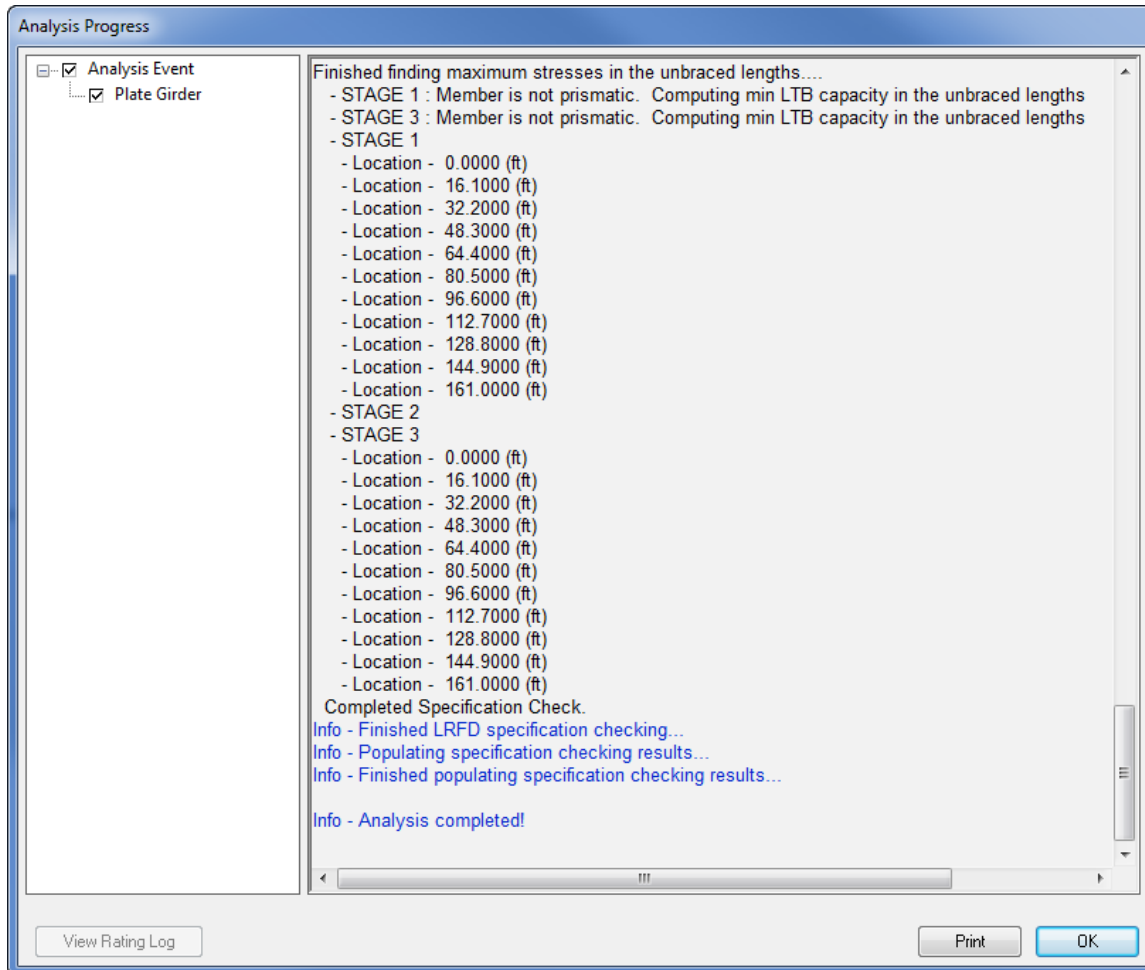 Analysis Progress
Analysis Event
Plate Girder
Finished finding maximum stresses in the unbraced lengths....
- STAGE 1 : Member is not prismatic.  Computing min LTB capacity in the unbraced lengths
- STAGE 3 : Member is not prismatic.  Computing min LTB capacity in the unbraced lengths
- STAGE 1
- Location -  0.0000 (ft)
- Location -  16.1000 (ft)
- Location -  32.2000 (ft)
- Location -  48.3000 (ft)
- Location -  64.4000 (ft)
- Location -  80.5000 (ft)
- Location -  96.6000 (ft)
- Location -  112.7000 (ft)
- Location -  128.8000 (ft)
- Location -  144.9000 (ft)
- Location -  161.0000 (ft)
- STAGE 2
- STAGE 3
- Location -  0.0000 (ft)
- Location -  16.1000 (ft)
- Location -  32.2000 (ft)
- Location -  48.3000 (ft)
- Location -  64.4000 (ft)
- Location -  80.5000 (ft)
- Location -  96.6000 (ft)
- Location -  112.7000 (ft)
- Location -  128.8000 (ft)
- Location -  144.9000 (ft)
- Location -  161.0000 (ft)
Completed Specification Check.
Info - Finished LRFD specification checking...
Info - Populating specification checking results...
Info - Finished populating specification checking results...
Info - Analysis completed!
View Rating Log
Print
OK